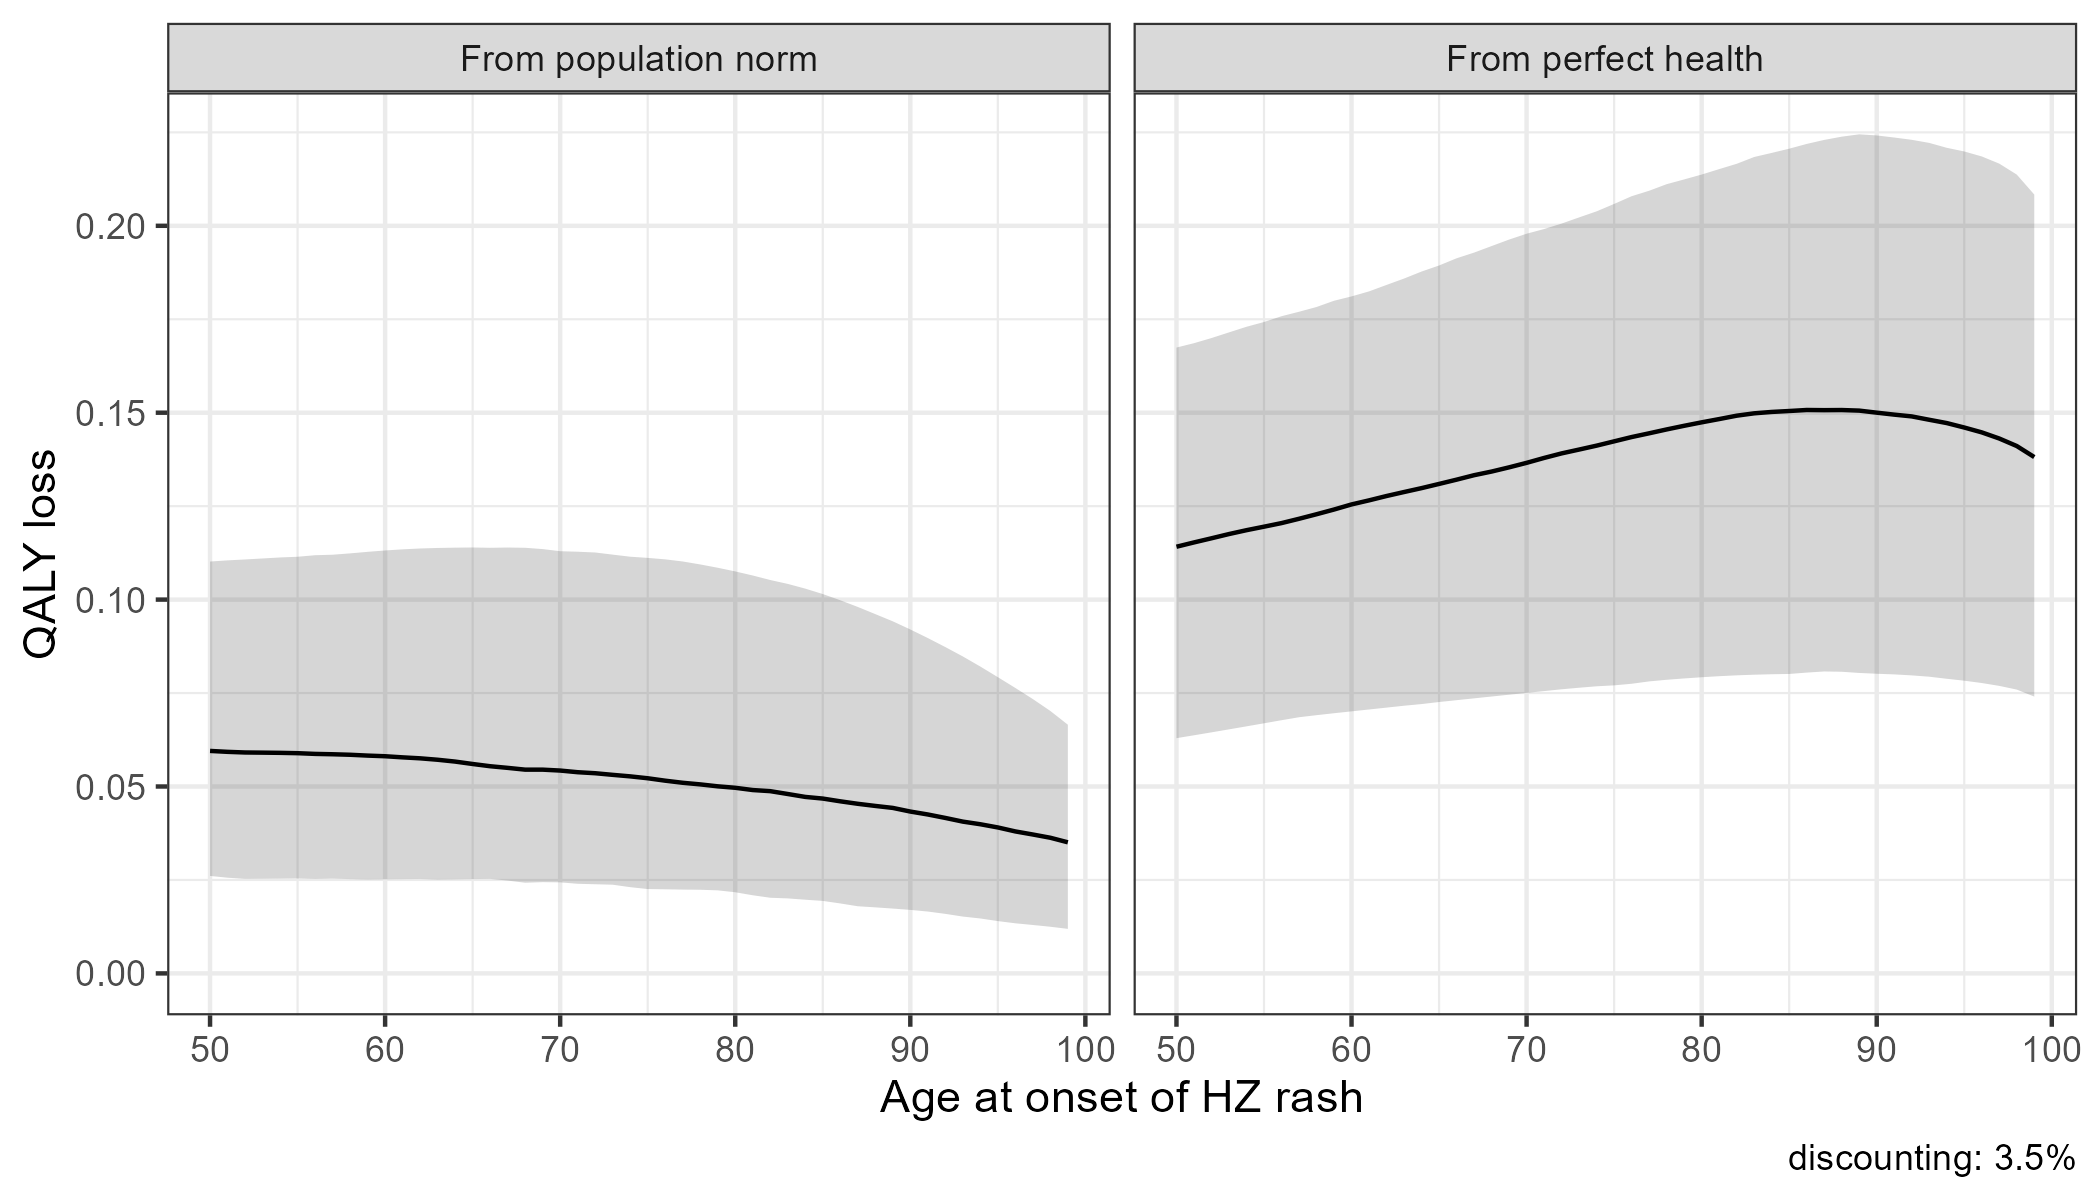 From population norm
From perfect health
QALY loss
0.20
0.15
0.10
0.05
0.00
50 60 70 80 90 100
50 60 70 80 90 100
Age at onset of HZ rash
discounting: 3.5%